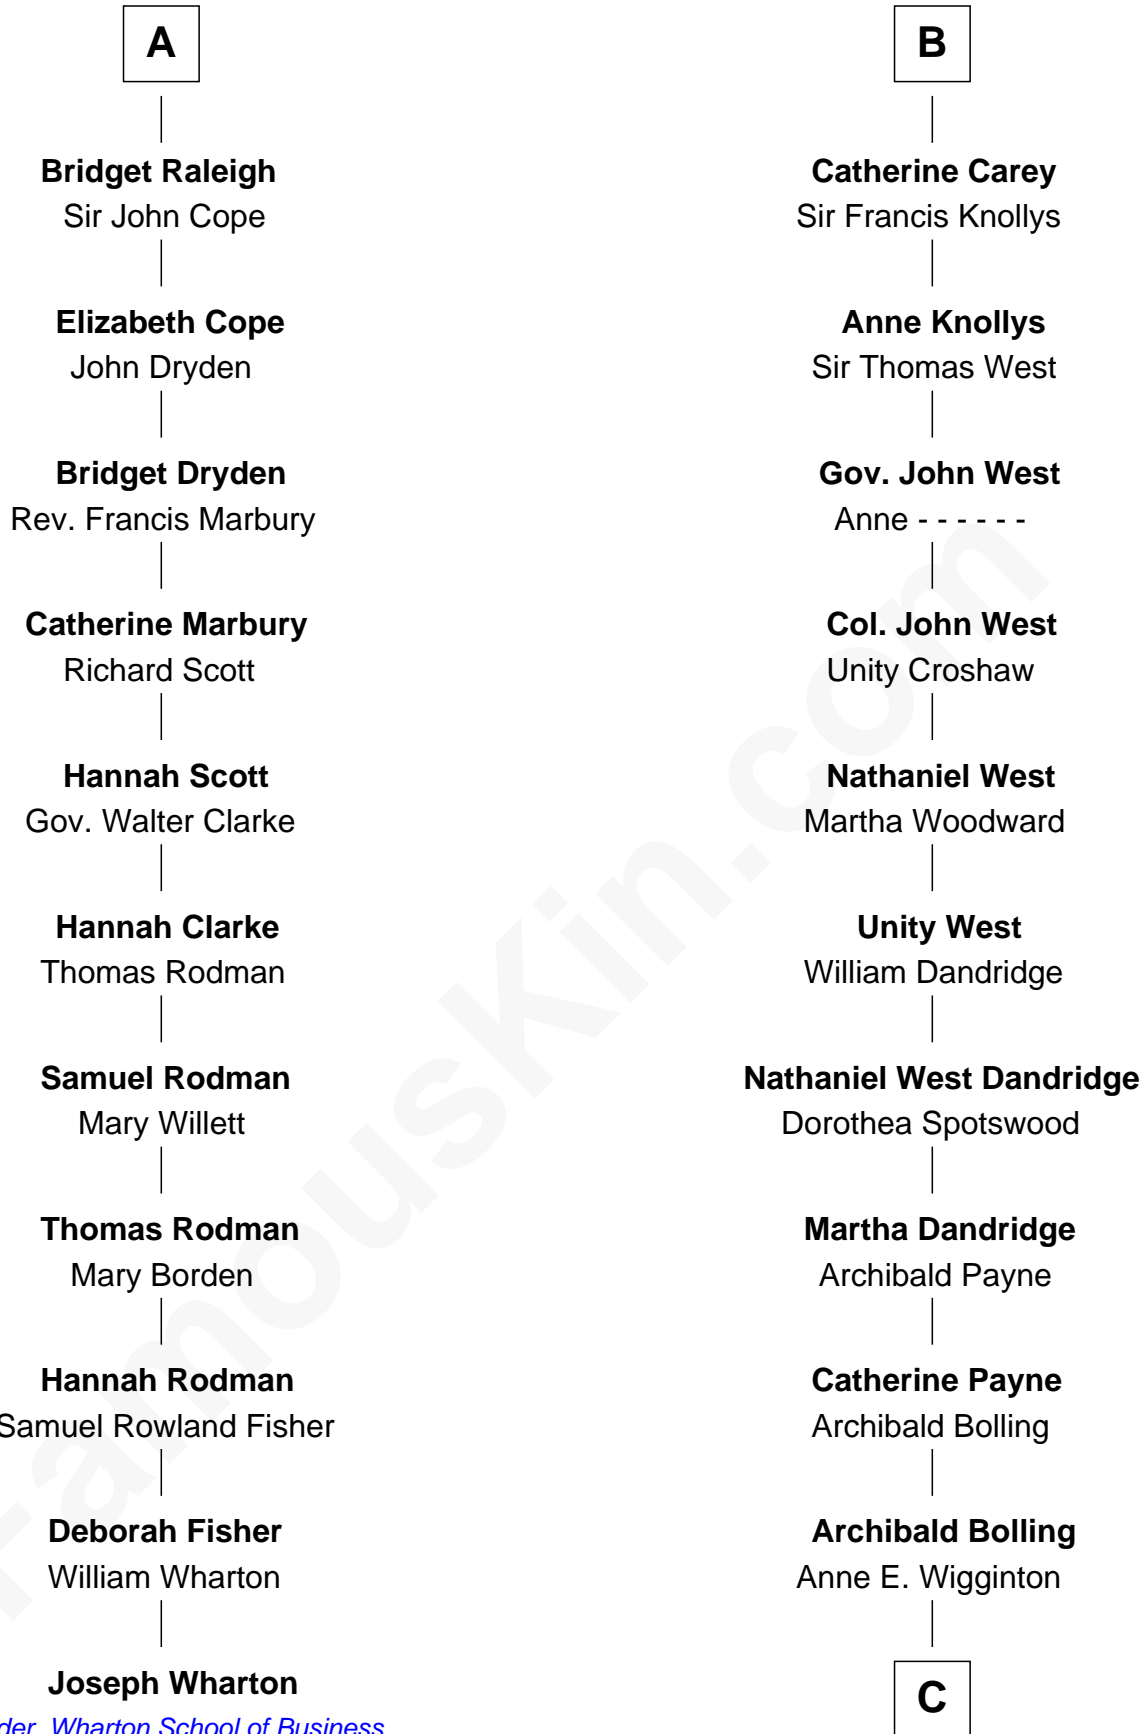 A
Bridget Raleigh
Sir John Cope
Elizabeth Cope
John Dryden
Bridget Dryden
Rev. Francis Marbury
Catherine Marbury
Richard Scott
Hannah Scott
Gov. Walter Clarke
Hannah Clarke
Thomas Rodman
Samuel Rodman
Mary Willett
Thomas Rodman
Mary Borden
Hannah Rodman
Samuel Rowland Fisher
Deborah Fisher
William Wharton
Joseph Wharton
Wharton School of Business
B
Catherine Carey
Sir Francis Knollys
Anne Knollys
Sir Thomas West
Gov. John West
Anne - - - - - -
Col. John West
Unity Croshaw
Nathaniel West
Martha Woodward
Unity West
William Dandridge
Nathaniel West Dandridge
Dorothea Spotswood
Martha Dandridge
Archibald Payne
Catherine Payne
Archibald Bolling
Archibald Bolling
Anne E. Wigginton
C
FamousKin.com